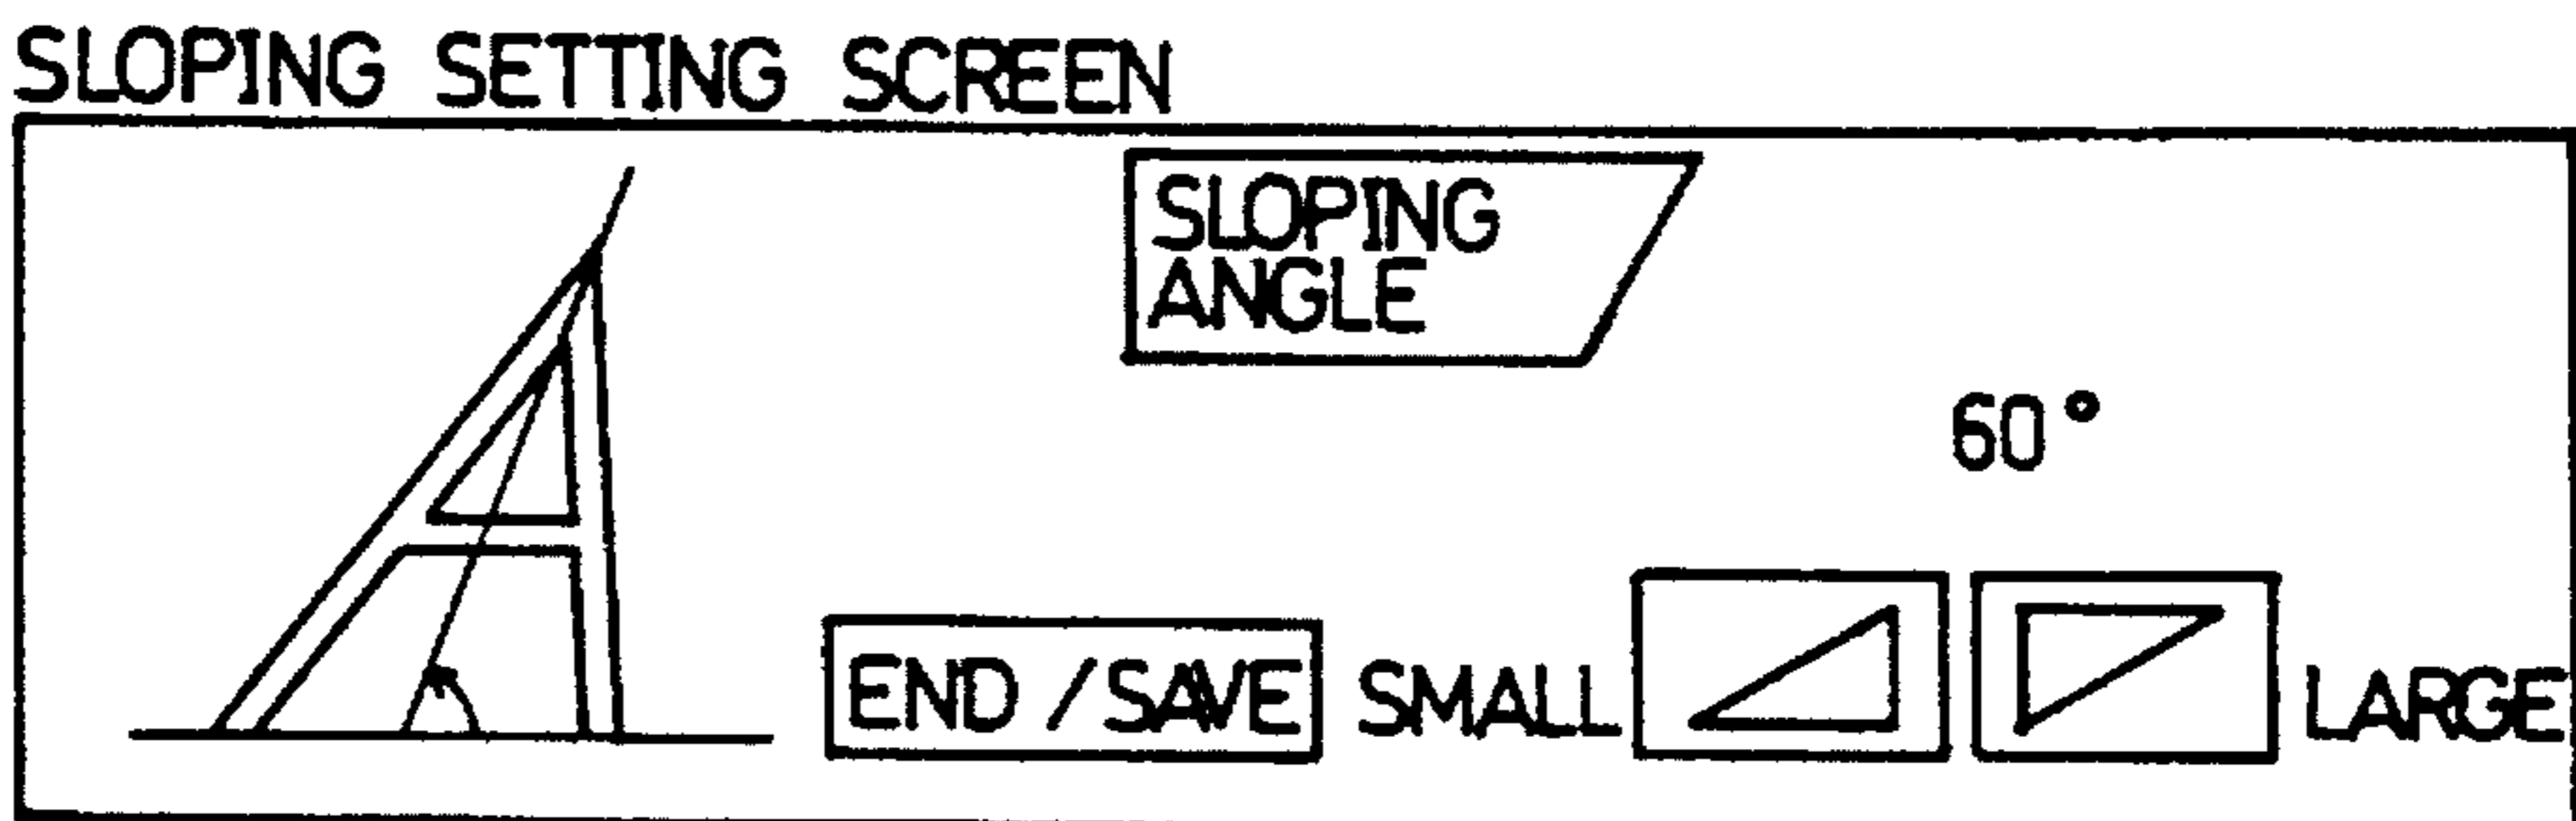 SLOPING SETTING SCREEN
SLOPING
ANGLE
60°
END/SAVE SMALL LARGE